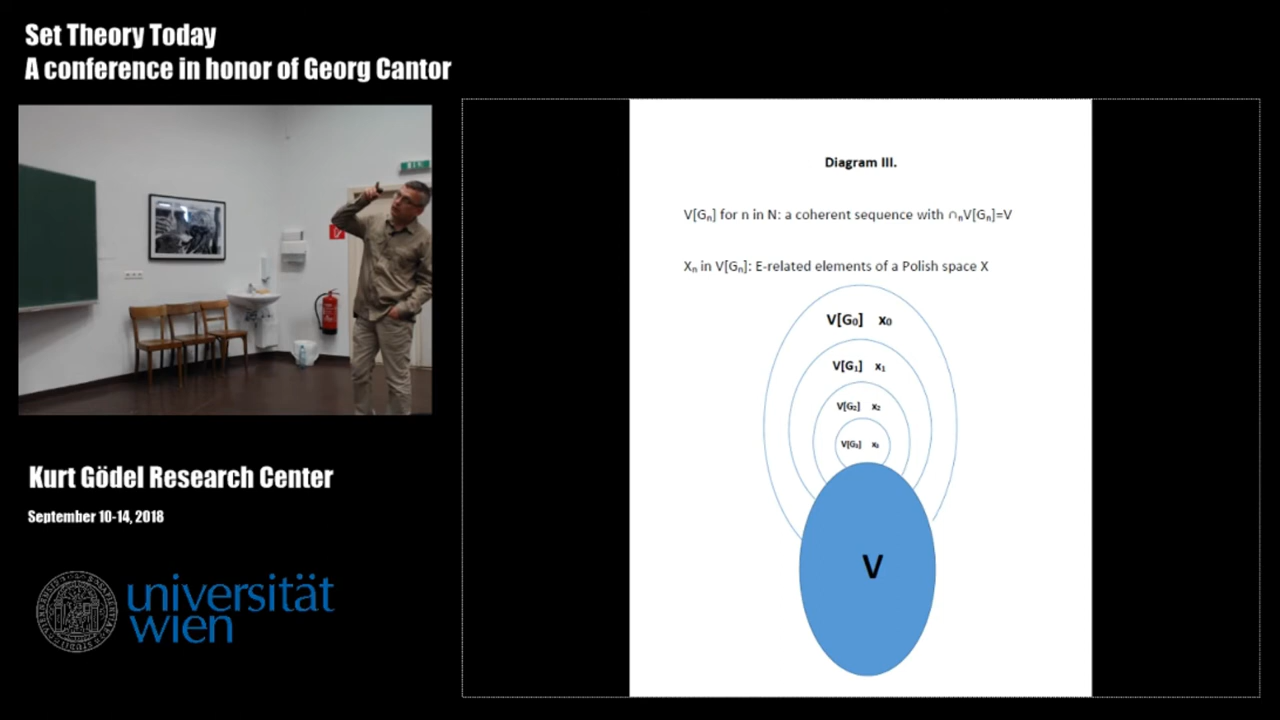 Set Theory Today
A conference in honor of Georg Cantor
Kurt Gödel Research Center
September 10-14, 2018
universität
wien
Diagram III.
V[Gₙ] for n in N: a coherent sequence with ∩ₙV[Gₙ]=V
Xₙ in V[Gₙ]: E-related elements of a Polish space X
V[G₀] x₀
V[G₁] x₁
V[G₂] x₂
V